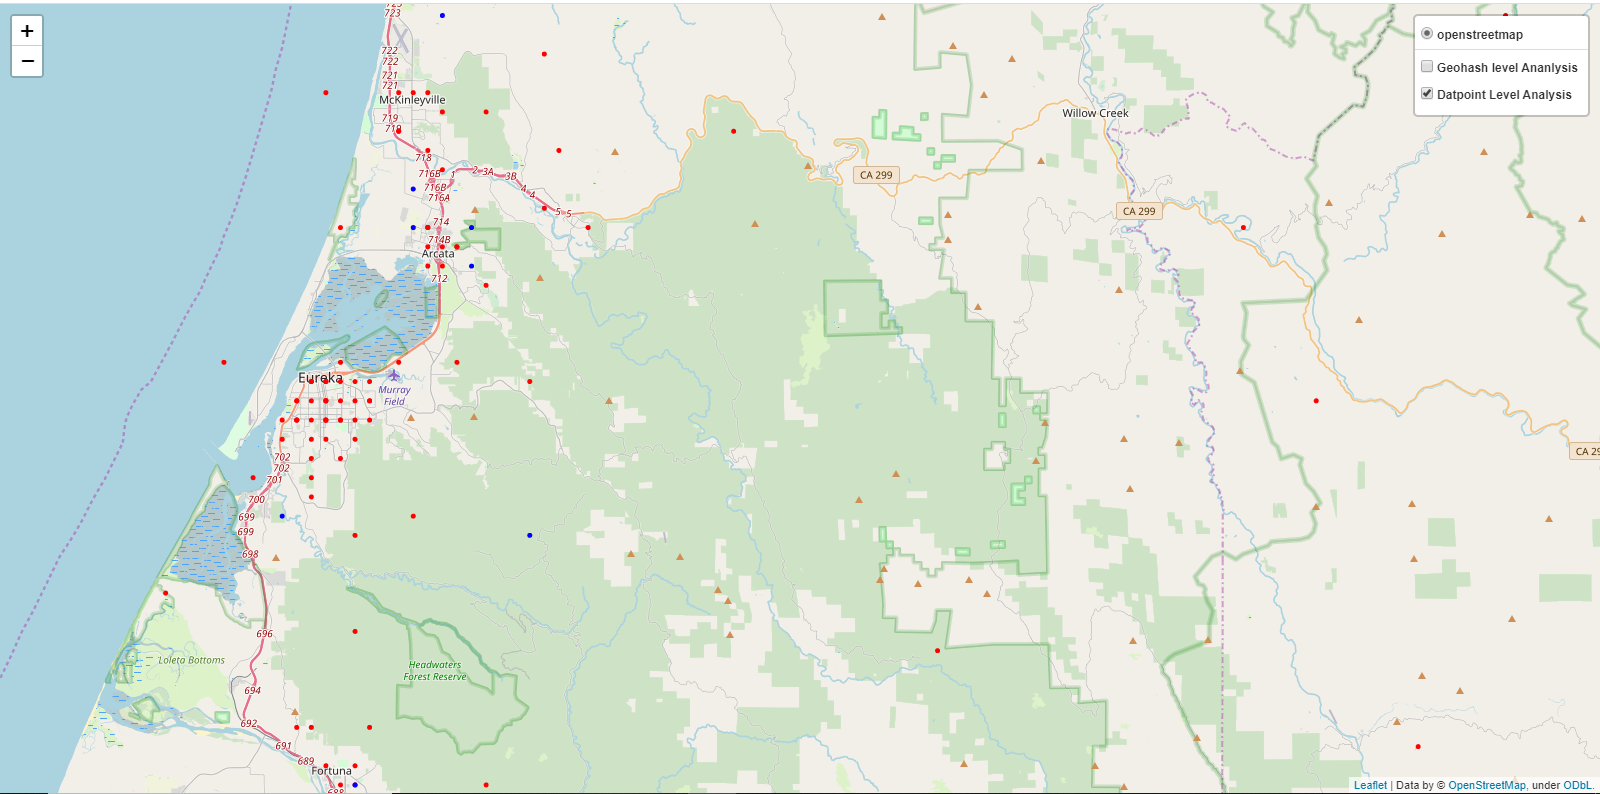 +
−
openstreetmap
Geohash level Ananlysis
Datpoint Level Analysis
723
723
722
722
721
721
McKinleyville
719
719
718
716B
716B
716A
1
2
3A
3B
4
4
5
5
714
714B
Arcata
712
Willow Creek
CA 299
CA 299
Eureka
Murray
Field
702
702
701
700
699
699
698
CA 29
696
Loleta Bottoms
Headwaters
Forest Reserve
694
692
691
689
Fortuna
688
Leaflet | Data by © OpenStreetMap, under ODbL.